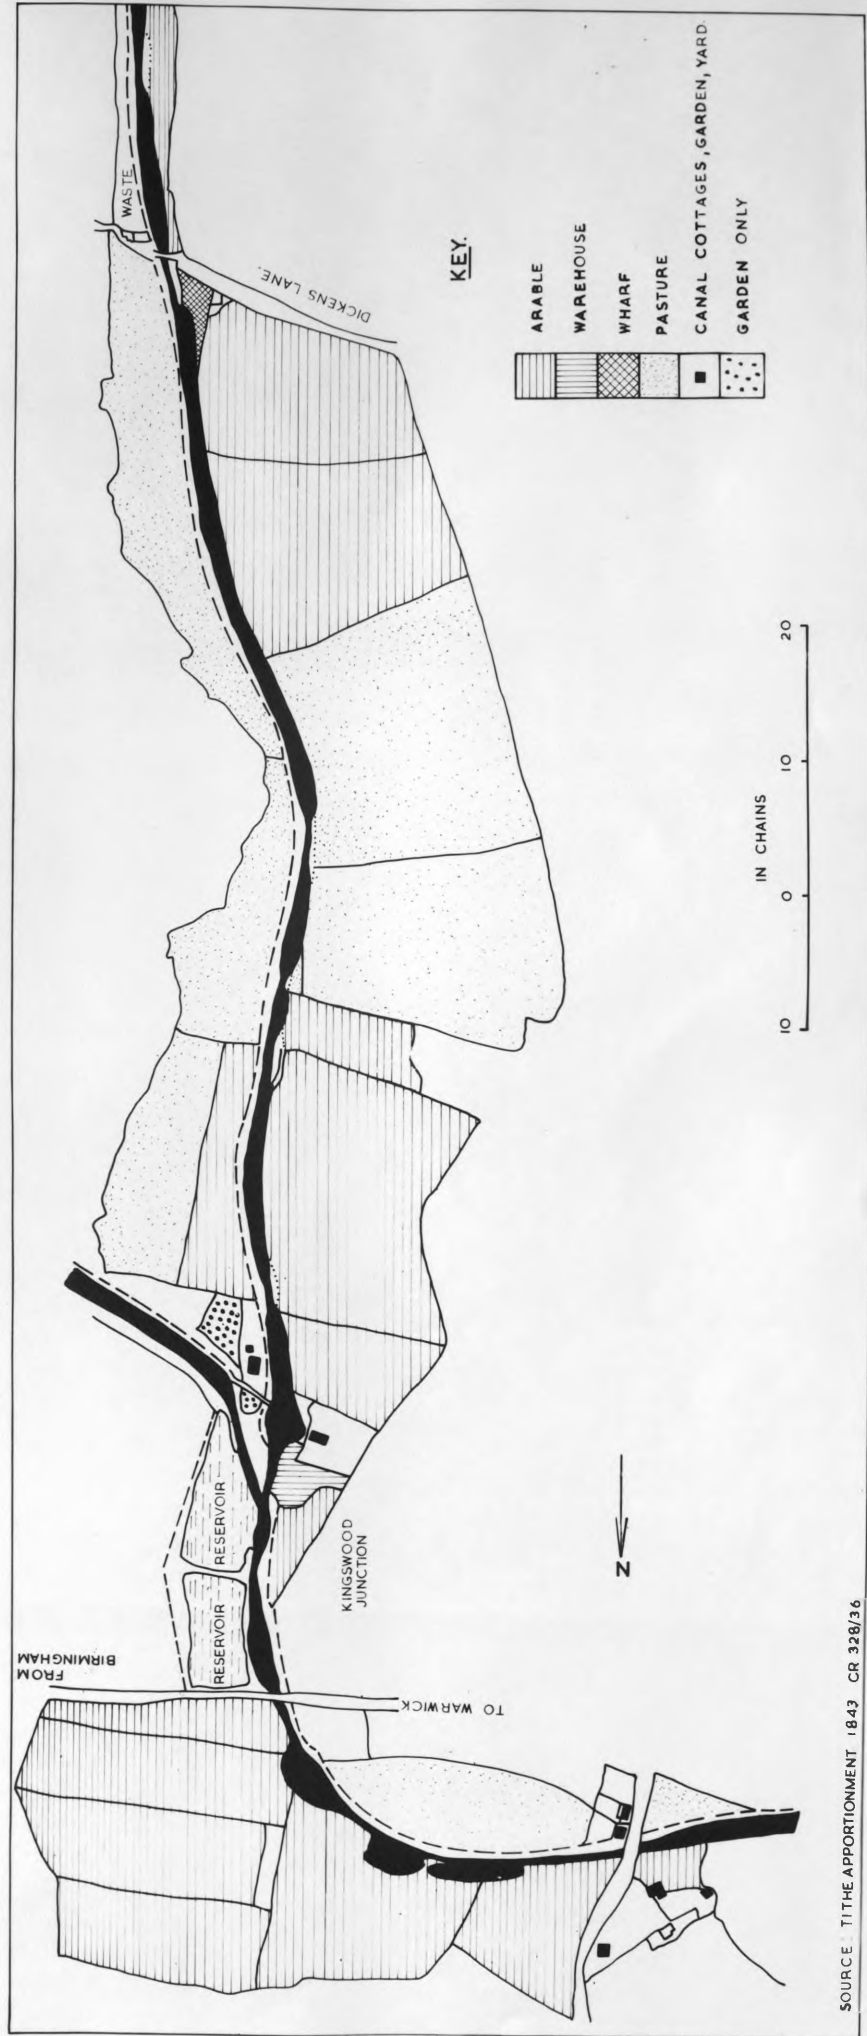 WASTE
DICKENS LANE.
KEY.
ARABLE
WAREHOUSE
WHARF
PASTURE
CANAL COTTAGES, GARDEN, YARD.
GARDEN ONLY
IN CHAINS
10 0 10 20
RESERVOIR
RESERVOIR
KINGSWOOD
JUNCTION
FROM
BIRMINGHAM
TO WARWICK
N
SOURCE: TITHE APPORTIONMENT 1843 CR 328/36